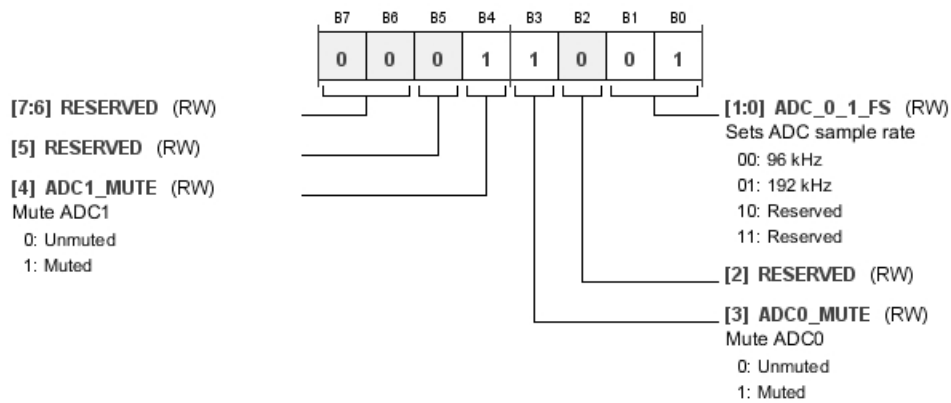 B7 B6 B5 B4 B3 B2 B1 B0
0 0 0 1 1 0 0 1
[7:6] RESERVED (RW)
[5] RESERVED (RW)
[4] ADC1_MUTE (RW)
Mute ADC1
0: Unmuted
1: Muted
[1:0] ADC_0_1_FS (RW)
Sets ADC sample rate
00: 96 kHz
01: 192 kHz
10: Reserved
11: Reserved
[2] RESERVED (RW)
[3] ADC0_MUTE (RW)
Mute ADC0
0: Unmuted
1: Muted